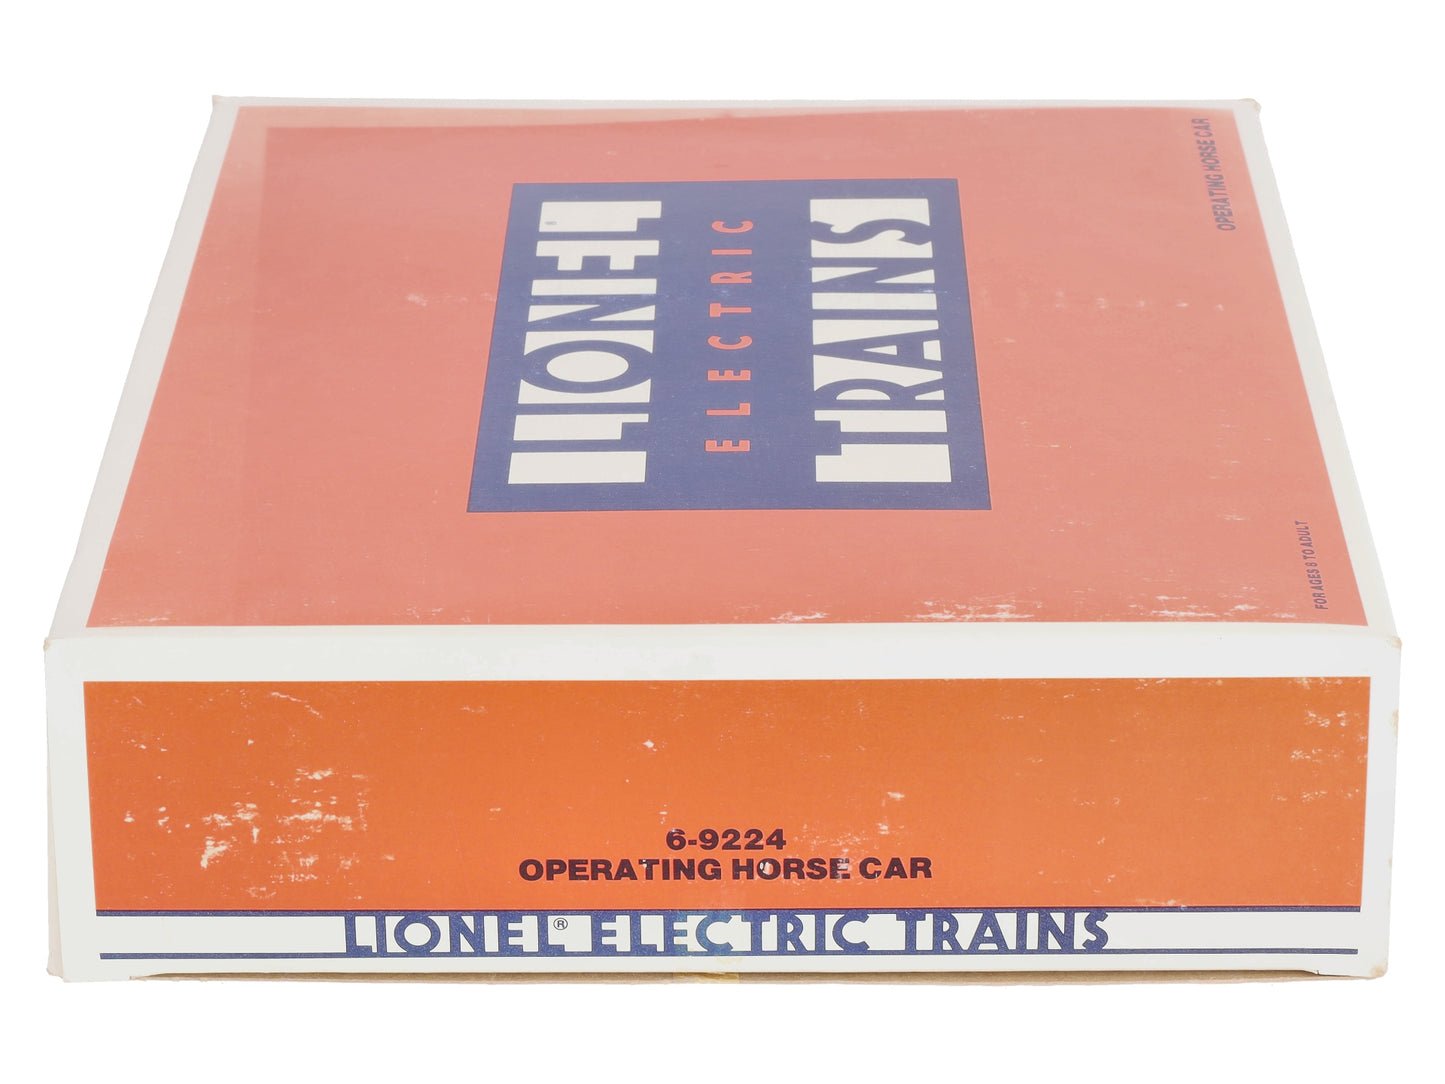 LIONEL®
ELECTRIC
TRAINS
OPERATING HORSE CAR
FOR AGES 8 TO ADULT
6-9224
OPERATING HORSE CAR
LIONEL® ELECTRIC TRAINS